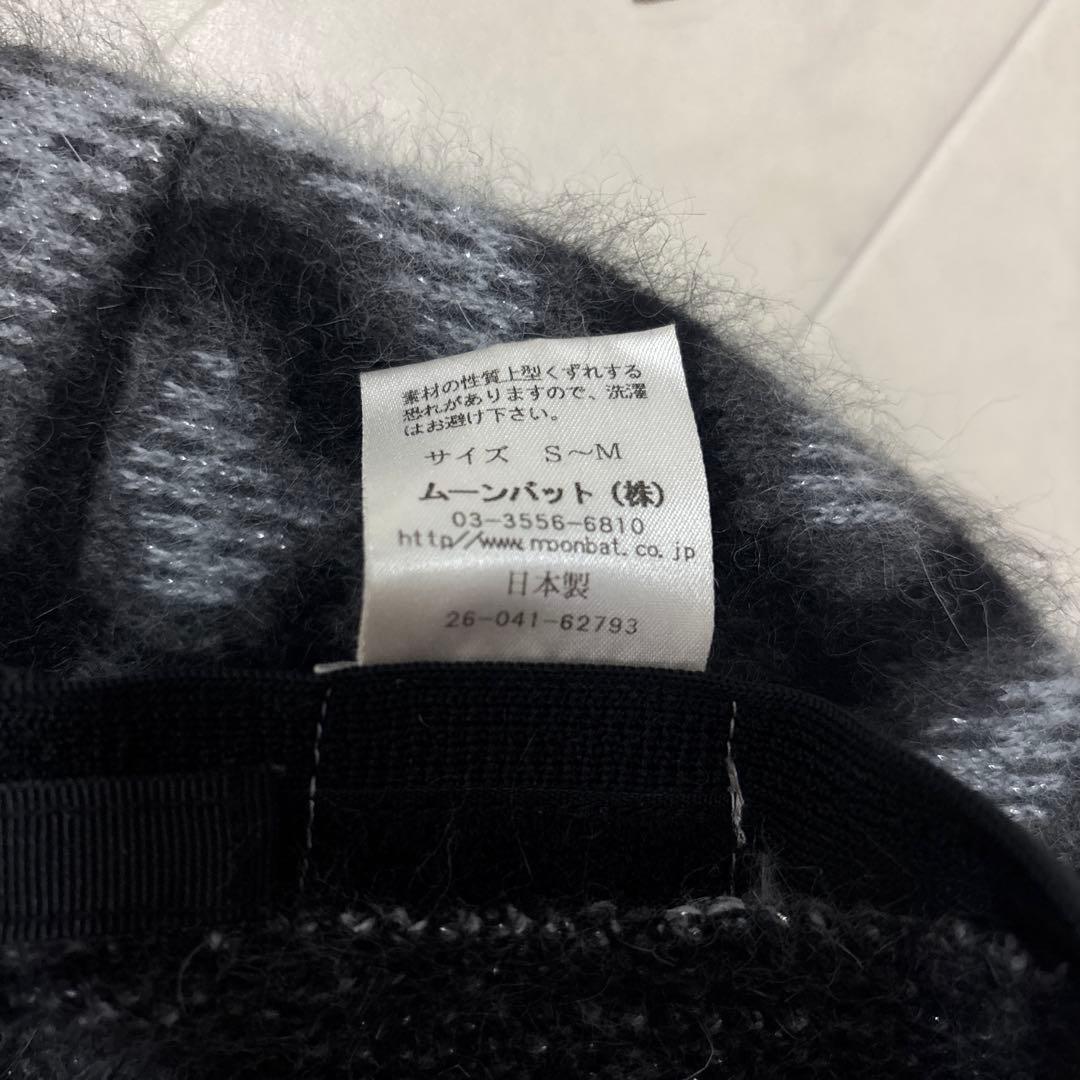 素材の性質上型くずれする
恐れがありますので、洗濯
はお避け下さい。
サイズ S～M
ムーンバット（株）
03-3556-6810
http//www.moonbat.co.jp
日本製
26-041-62793